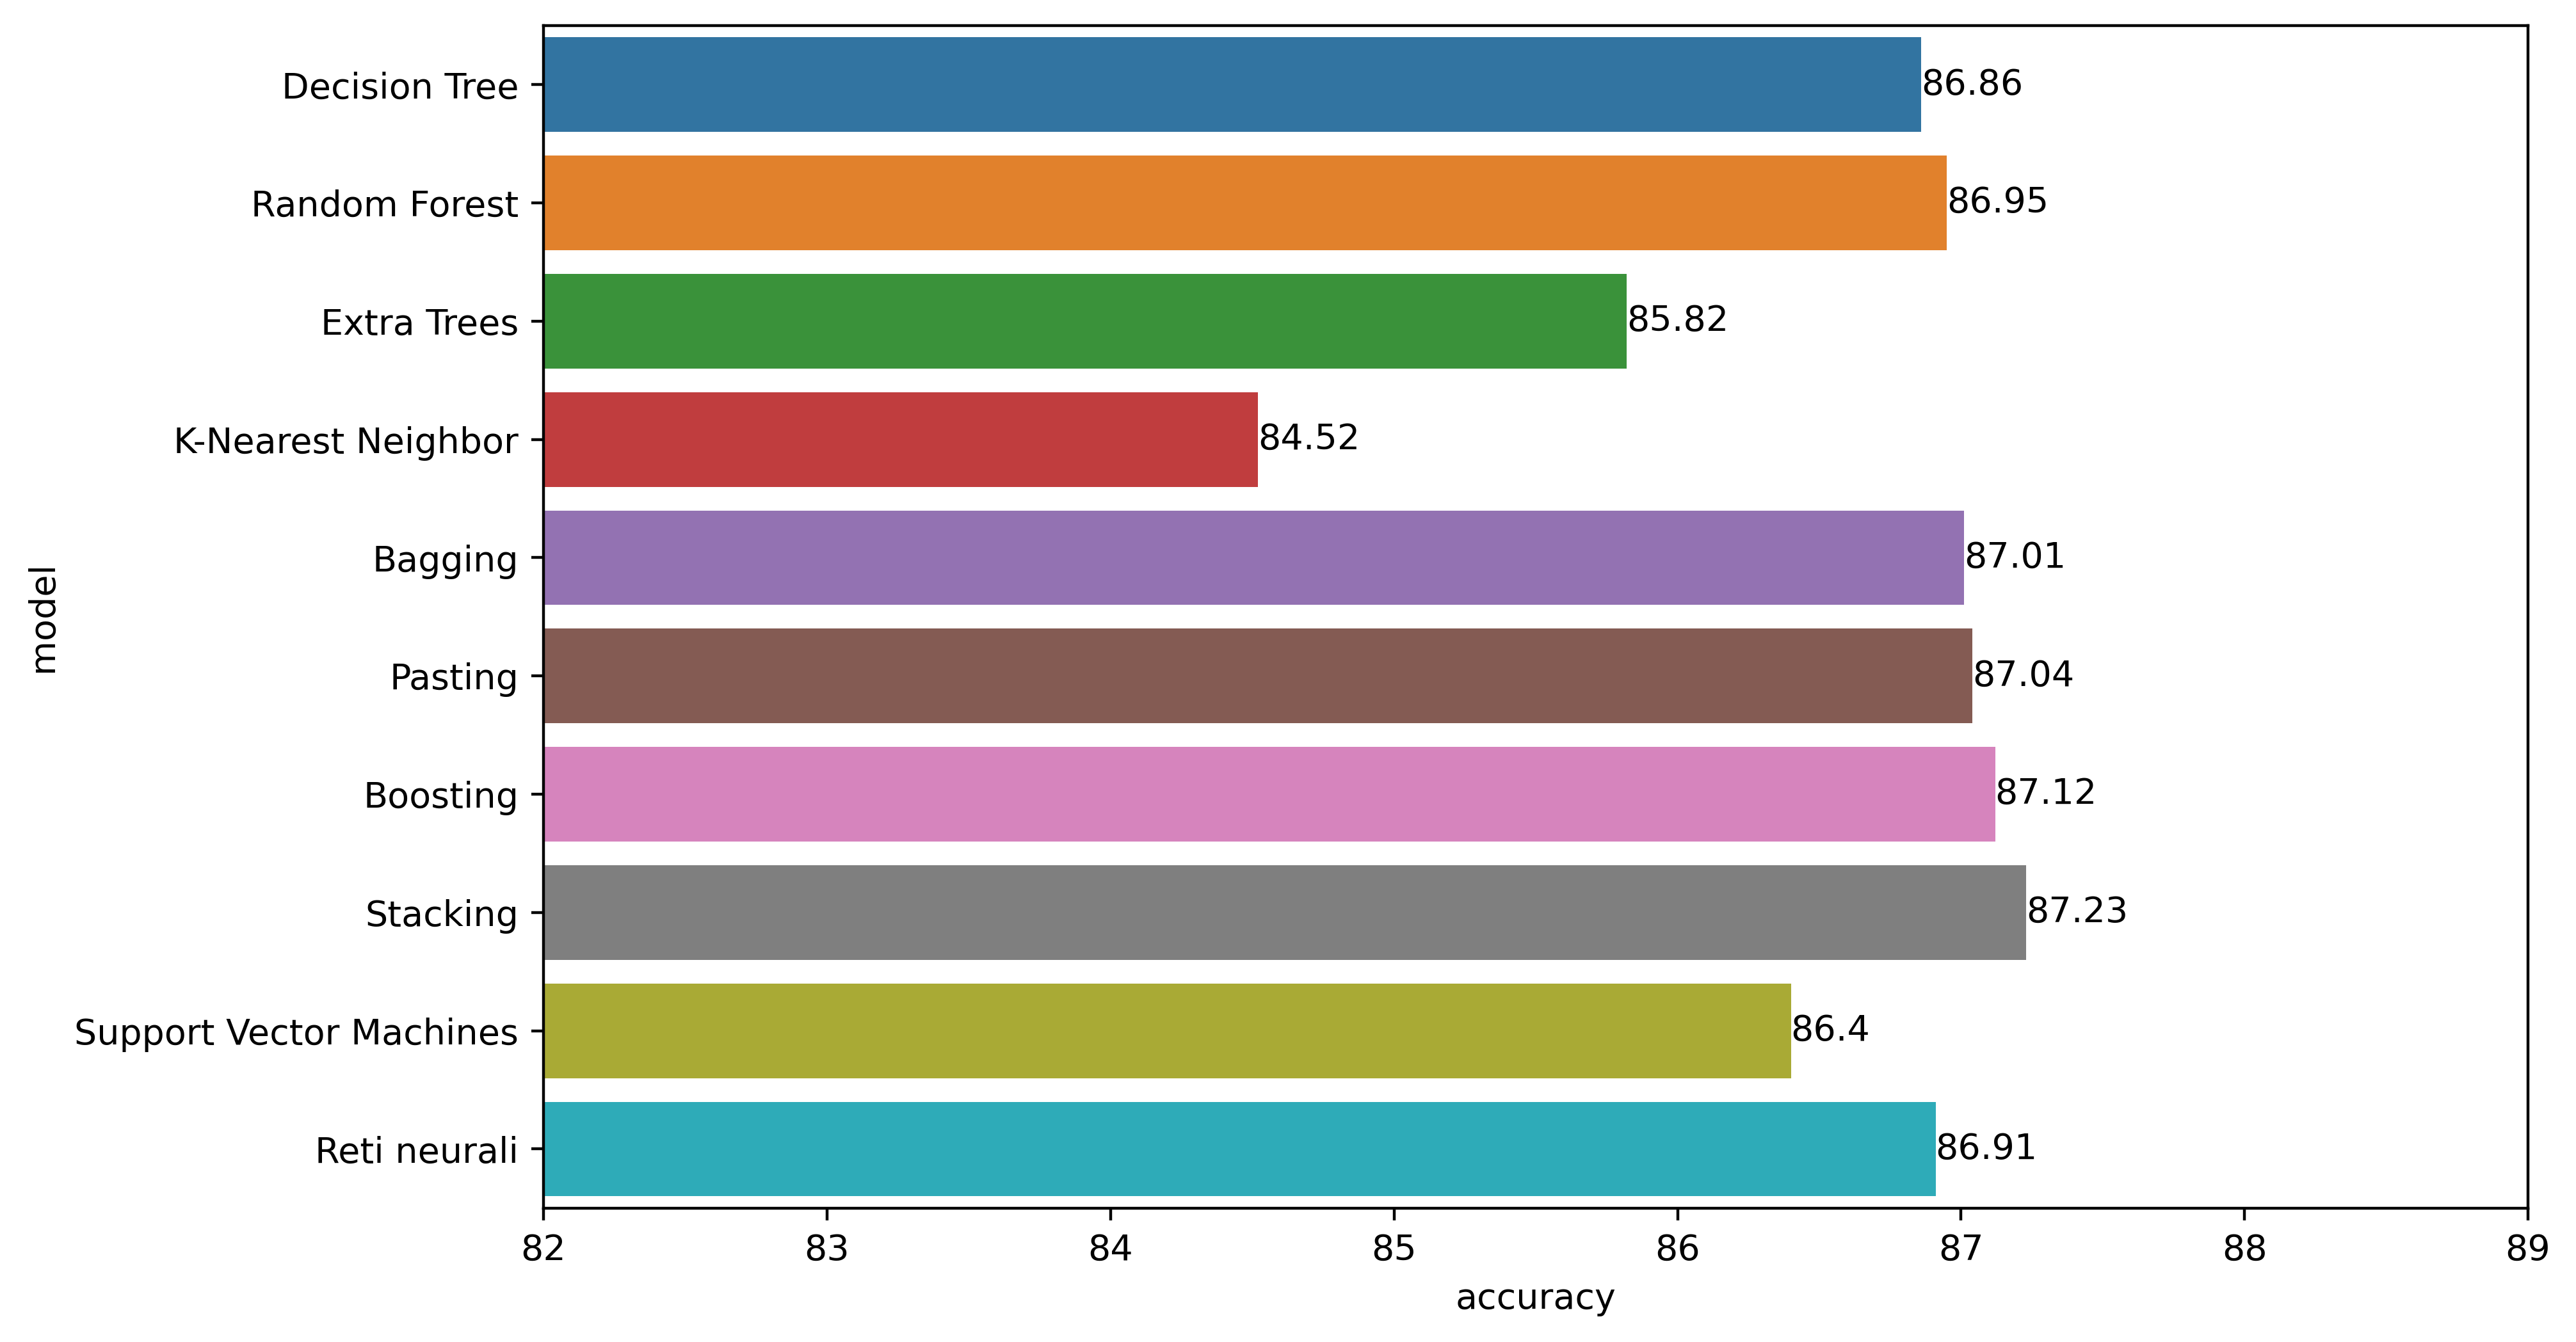 Decision Tree 86.86
Random Forest 86.95
Extra Trees 85.82
K-Nearest Neighbor 84.52
Bagging 87.01
Pasting 87.04
Boosting 87.12
Stacking 87.23
Support Vector Machines 86.4
Reti neurali 86.91
model
82 83 84 85 86 87 88 89
accuracy